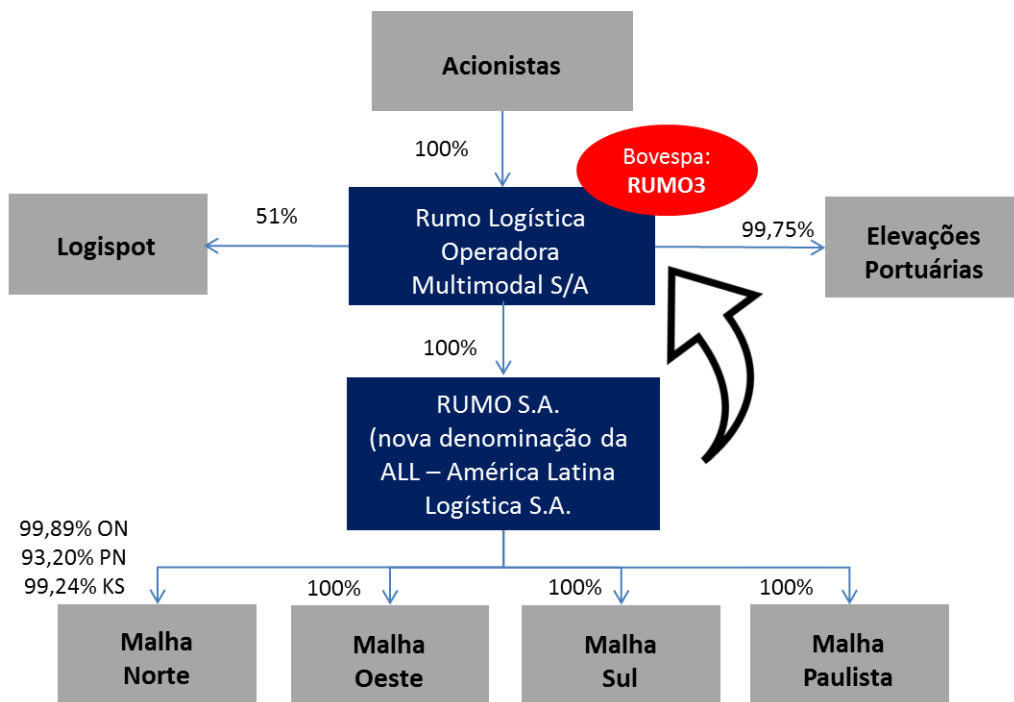 Acionistas
100%
Bovespa:
RUMO3
Logispot
51%
Rumo Logística
Operadora
Multimodal S/A
99,75%
Elevações
Portuárias
100%
RUMO S.A.
(nova denominação da
ALL – América Latina
Logística S.A.
99,89% ON
93,20% PN
99,24% KS
100%
100%
100%
Malha
Norte
Malha
Oeste
Malha
Sul
Malha
Paulista